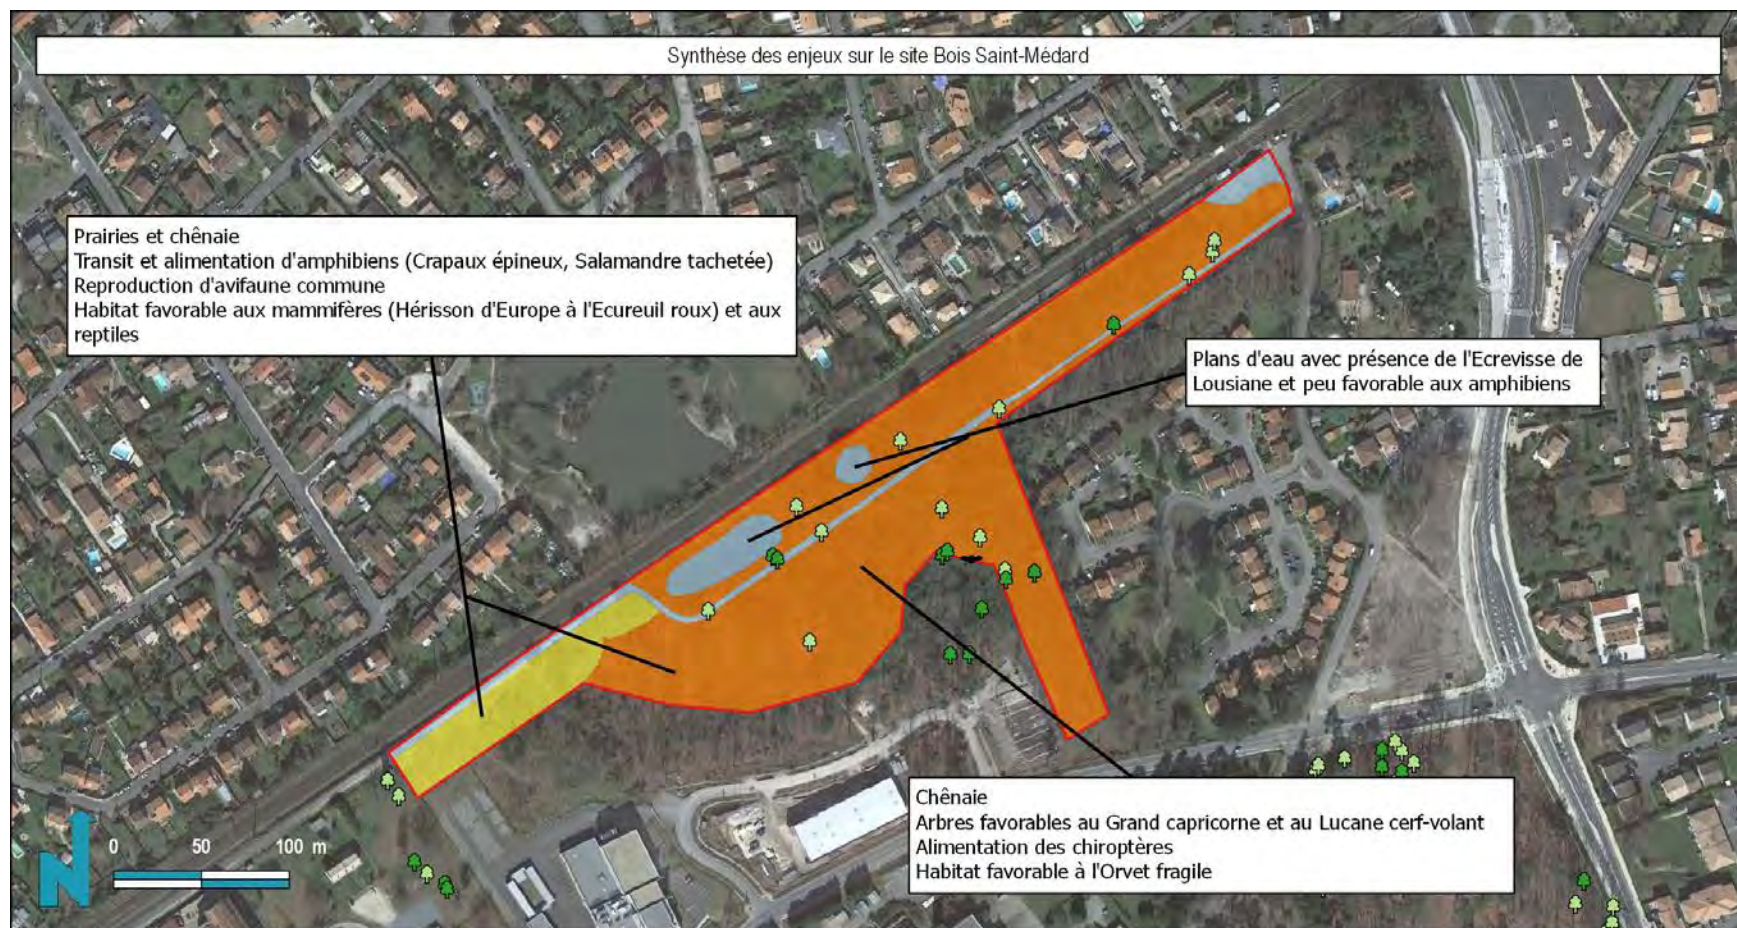 Synthèse des enjeux sur le site Bois Saint-Médard
Prairies et chênaie
Transit et alimentation d'amphibiens (Crapaux épineux, Salamandre tachetée)
Reproduction d'avifaune commune
Habitat favorable aux mammifères (Hérisson d'Europe à l'Ecureuil roux) et aux
reptiles
Plans d'eau avec présence de l'Ecrevisse de
Lousiane et peu favorable aux amphibiens
Chênaie
Arbres favorables au Grand capricorne et au Lucane cerf-volant
Alimentation des chiroptères
Habitat favorable à l'Orvet fragile
N
0 50 100 m